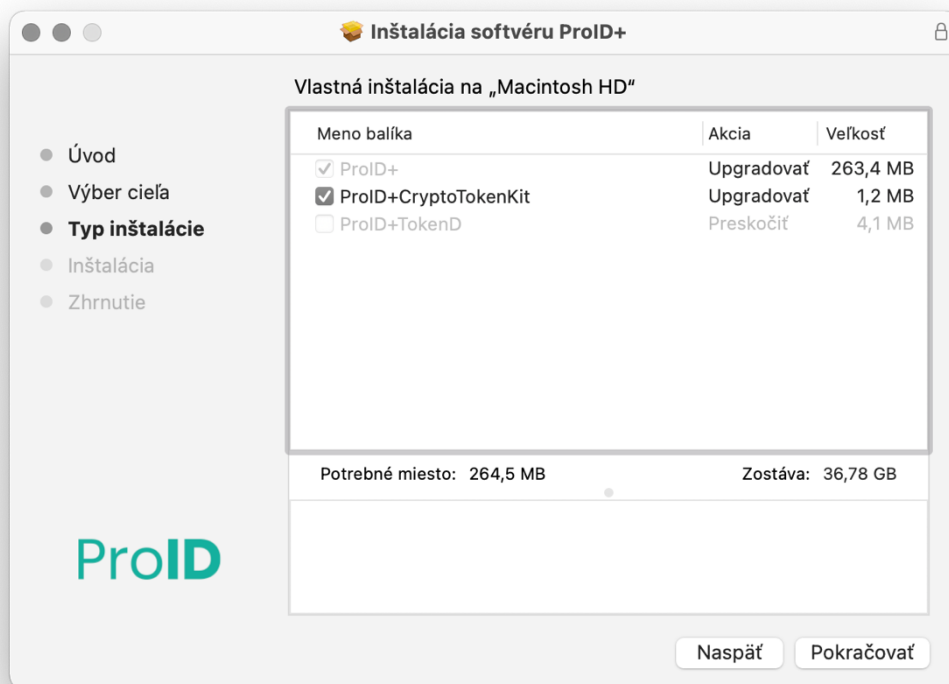 Inštalácia softvéru ProID+
Vlastná inštalácia na „Macintosh HD“
Úvod
Výber cieľa
Typ inštalácie
Inštalácia
Zhrnutie
Meno balíka Akcia Veľkosť
ProID+ Upgradovať 263,4 MB
ProID+CryptoTokenKit Upgradovať 1,2 MB
ProID+TokenD Preskočiť 4,1 MB
Potrebné miesto: 264,5 MB Zostáva: 36,78 GB
ProID
Naspäť Pokračovať